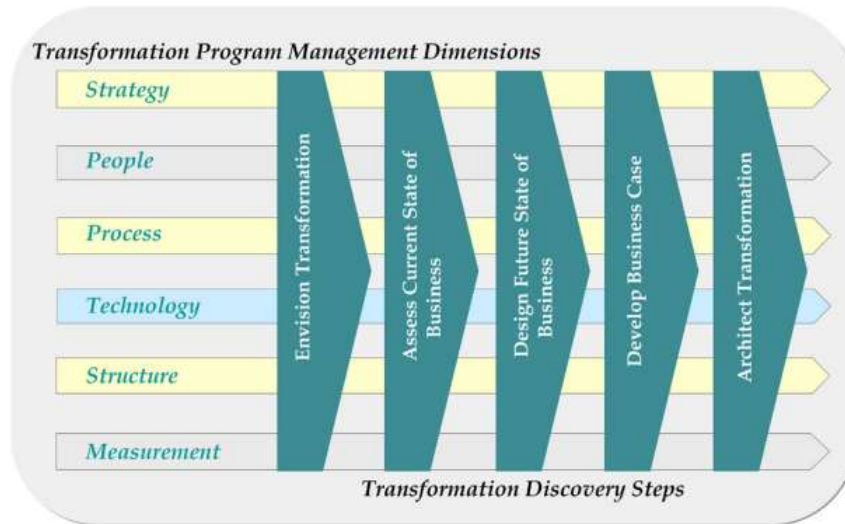 Transformation Program Management Dimensions
Strategy
People
Process
Technology
Structure
Measurement
Envision Transformation
Assess Current State of
Business
Design Future State of
Business
Develop Business Case
Architect Transformation
Transformation Discovery Steps